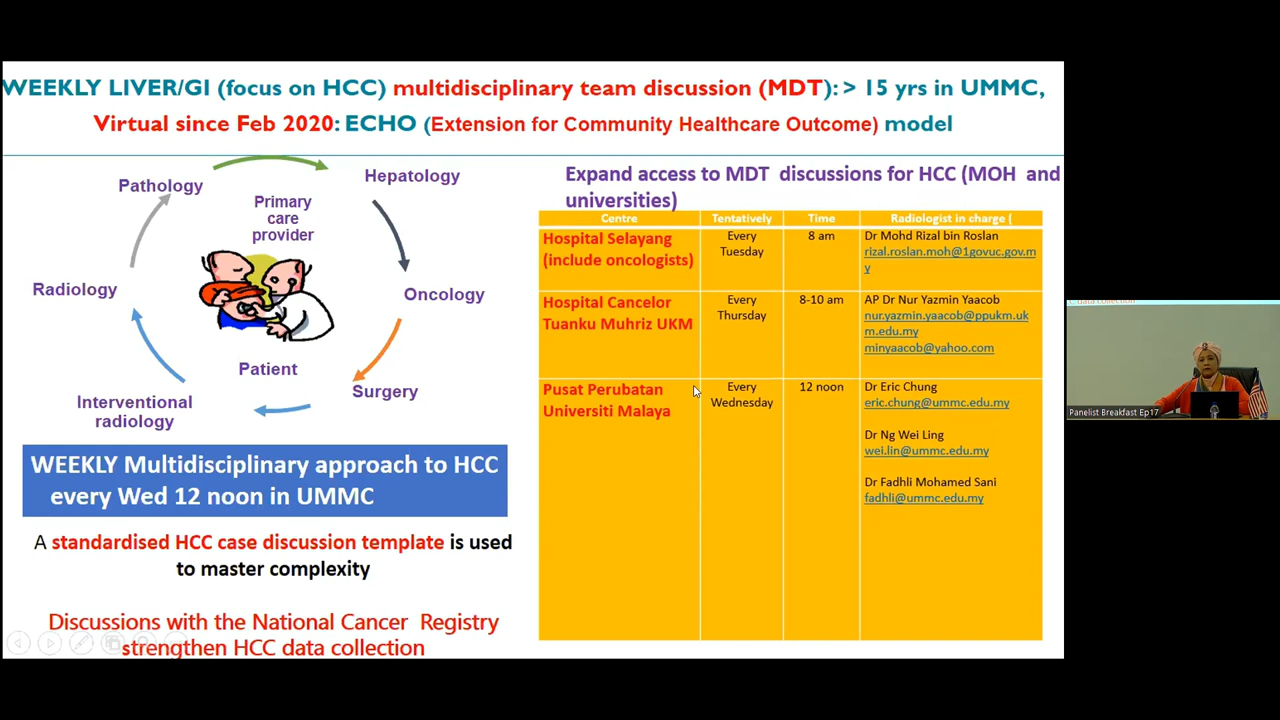 WEEKLY LIVER/GI (focus on HCC) multidisciplinary team discussion (MDT): > 15 yrs in UMMC,
Virtual since Feb 2020: ECHO (Extension for Community Healthcare Outcome) model
Pathology
Hepatology
Primary
care
provider
Radiology
Oncology
Patient
Surgery
Interventional
radiology
WEEKLY Multidisciplinary approach to HCC
every Wed 12 noon in UMMC
A standardised HCC case discussion template is used
to master complexity
Discussions with the National Cancer Registry
strengthen HCC data collection
Expand access to MDT discussions for HCC (MOH and
universities)
Centre Tentatively Time Radiologist in charge (
Hospital Selayang
(include oncologists)
Every
Tuesday
8 am
Dr Mohd Rizal bin Roslan
rizal.roslan.moh@1govuc.gov.m
y
Hospital Cancelor
Tuanku Muhriz UKM
Every
Thursday
8-10 am
AP Dr Nur Yazmin Yaacob
nur.yazmin.yaacob@ppukm.uk
m.edu.my
minyaacob@yahoo.com
Pusat Perubatan
Universiti Malaya
Every
Wednesday
12 noon
Dr Eric Chung
eric.chung@ummc.edu.my
Dr Ng Wei Ling
wei.lin@ummc.edu.my
Dr Fadhli Mohamed Sani
fadhli@ummc.edu.my
C data collection
Panelist Breakfast Ep17